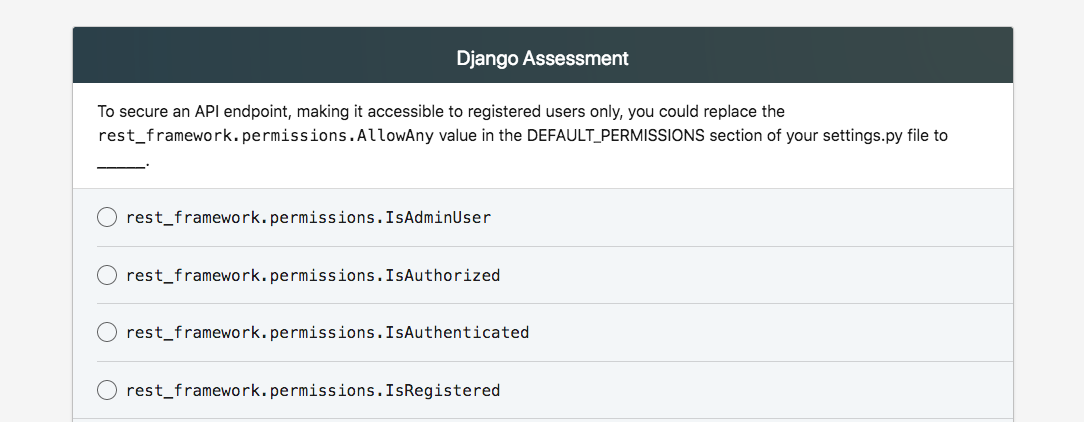 Django Assessment
To secure an API endpoint, making it accessible to registered users only, you could replace the
rest_framework.permissions.AllowAny value in the DEFAULT_PERMISSIONS section of your settings.py file to
_____.
rest_framework.permissions.IsAdminUser
rest_framework.permissions.IsAuthorized
rest_framework.permissions.IsAuthenticated
rest_framework.permissions.IsRegistered